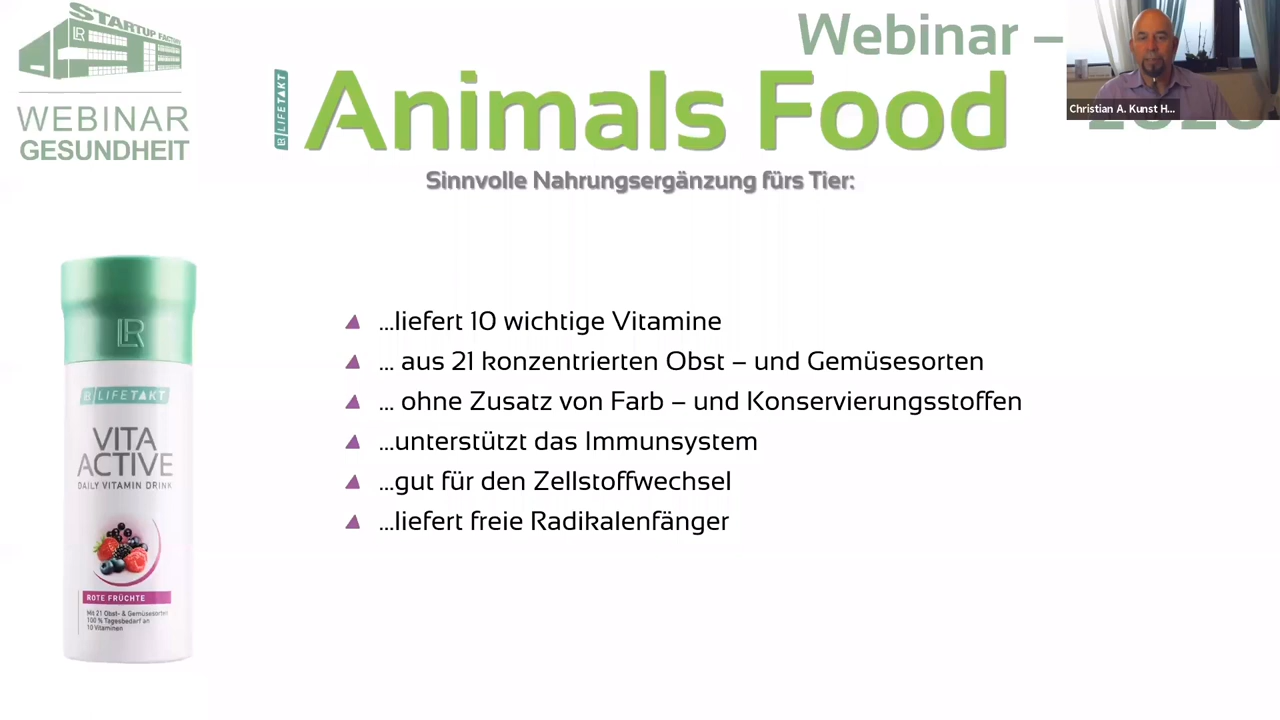 STARTUP FACTORY
LR
WEBINAR
GESUNDHEIT
Webinar –
LR LIFETAKT
Animals Food
Christian A. Kunst H...
Sinnvolle Nahrungsergänzung fürs Tier:
...liefert 10 wichtige Vitamine
... aus 21 konzentrierten Obst – und Gemüsesorten
... ohne Zusatz von Farb – und Konservierungsstoffen
...unterstützt das Immunsystem
...gut für den Zellstoffwechsel
...liefert freie Radikalenfänger
LR
LR LIFETAKT
VITA
ACTIVE
DAILY VITAMIN DRINK
ROTE FRÜCHTE
Mit 21 Obst- & Gemüsesorten
100 % Tagesbedarf an
10 Vitaminen